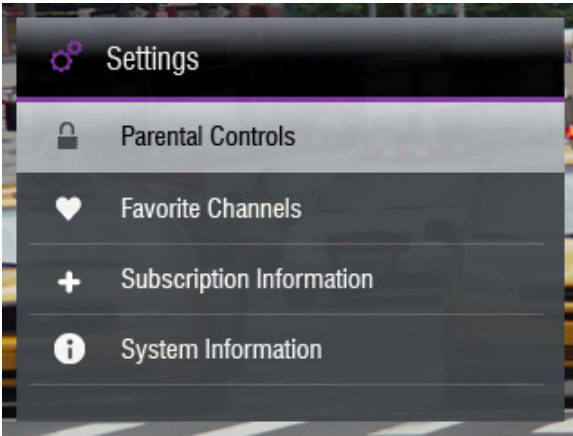 Settings
Parental Controls
Favorite Channels
Subscription Information
System Information